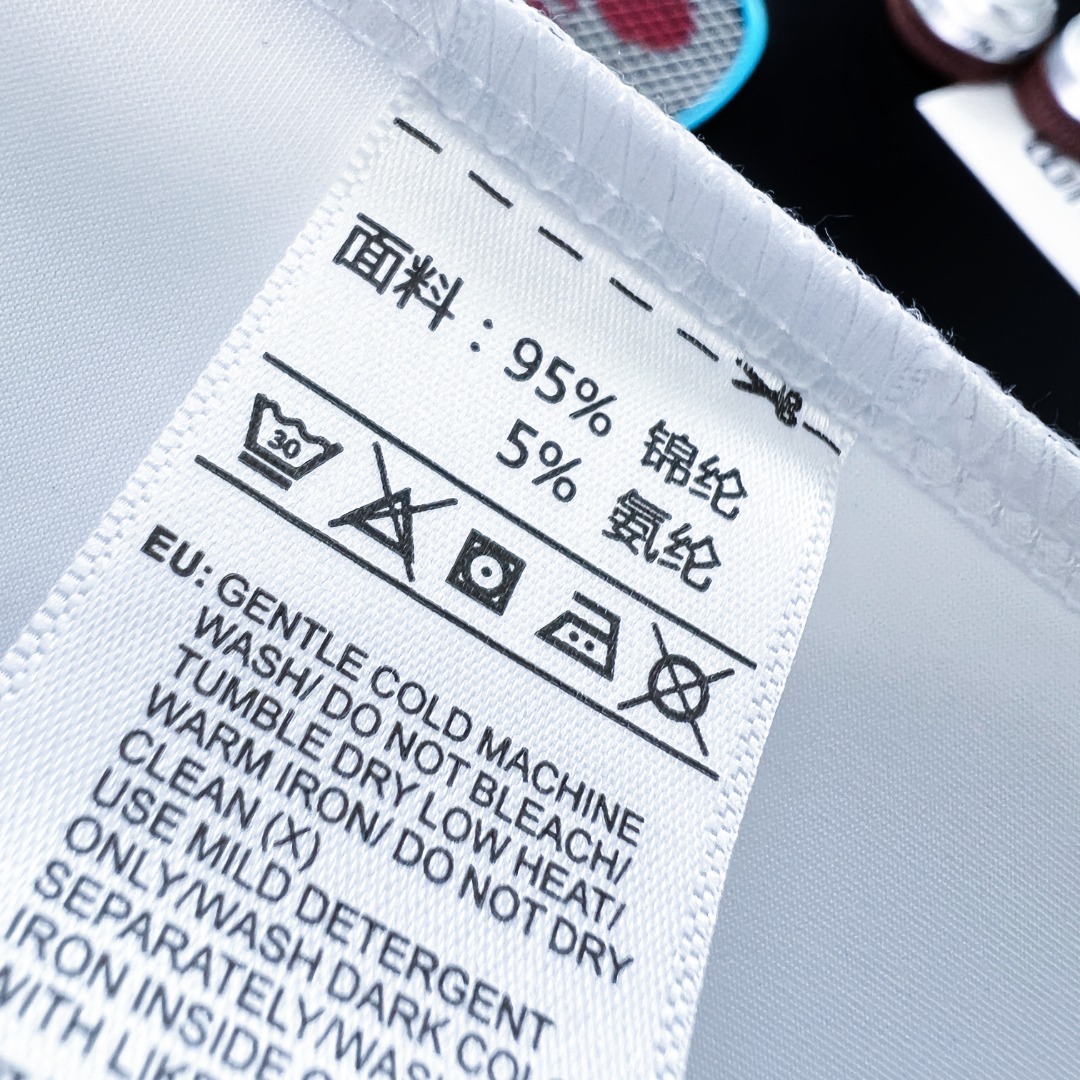 面料：95% 锦纶
5% 氨纶
30
EU: GENTLE COLD MACHINE
WASH/ DO NOT BLEACH/
TUMBLE DRY LOW HEAT/
WARM IRON/ DO NOT DRY
CLEAN (X)
USE MILD DETERGENT
ONLY/WASH DARK
SEPARATELY/
IRON INSIDE
WITH